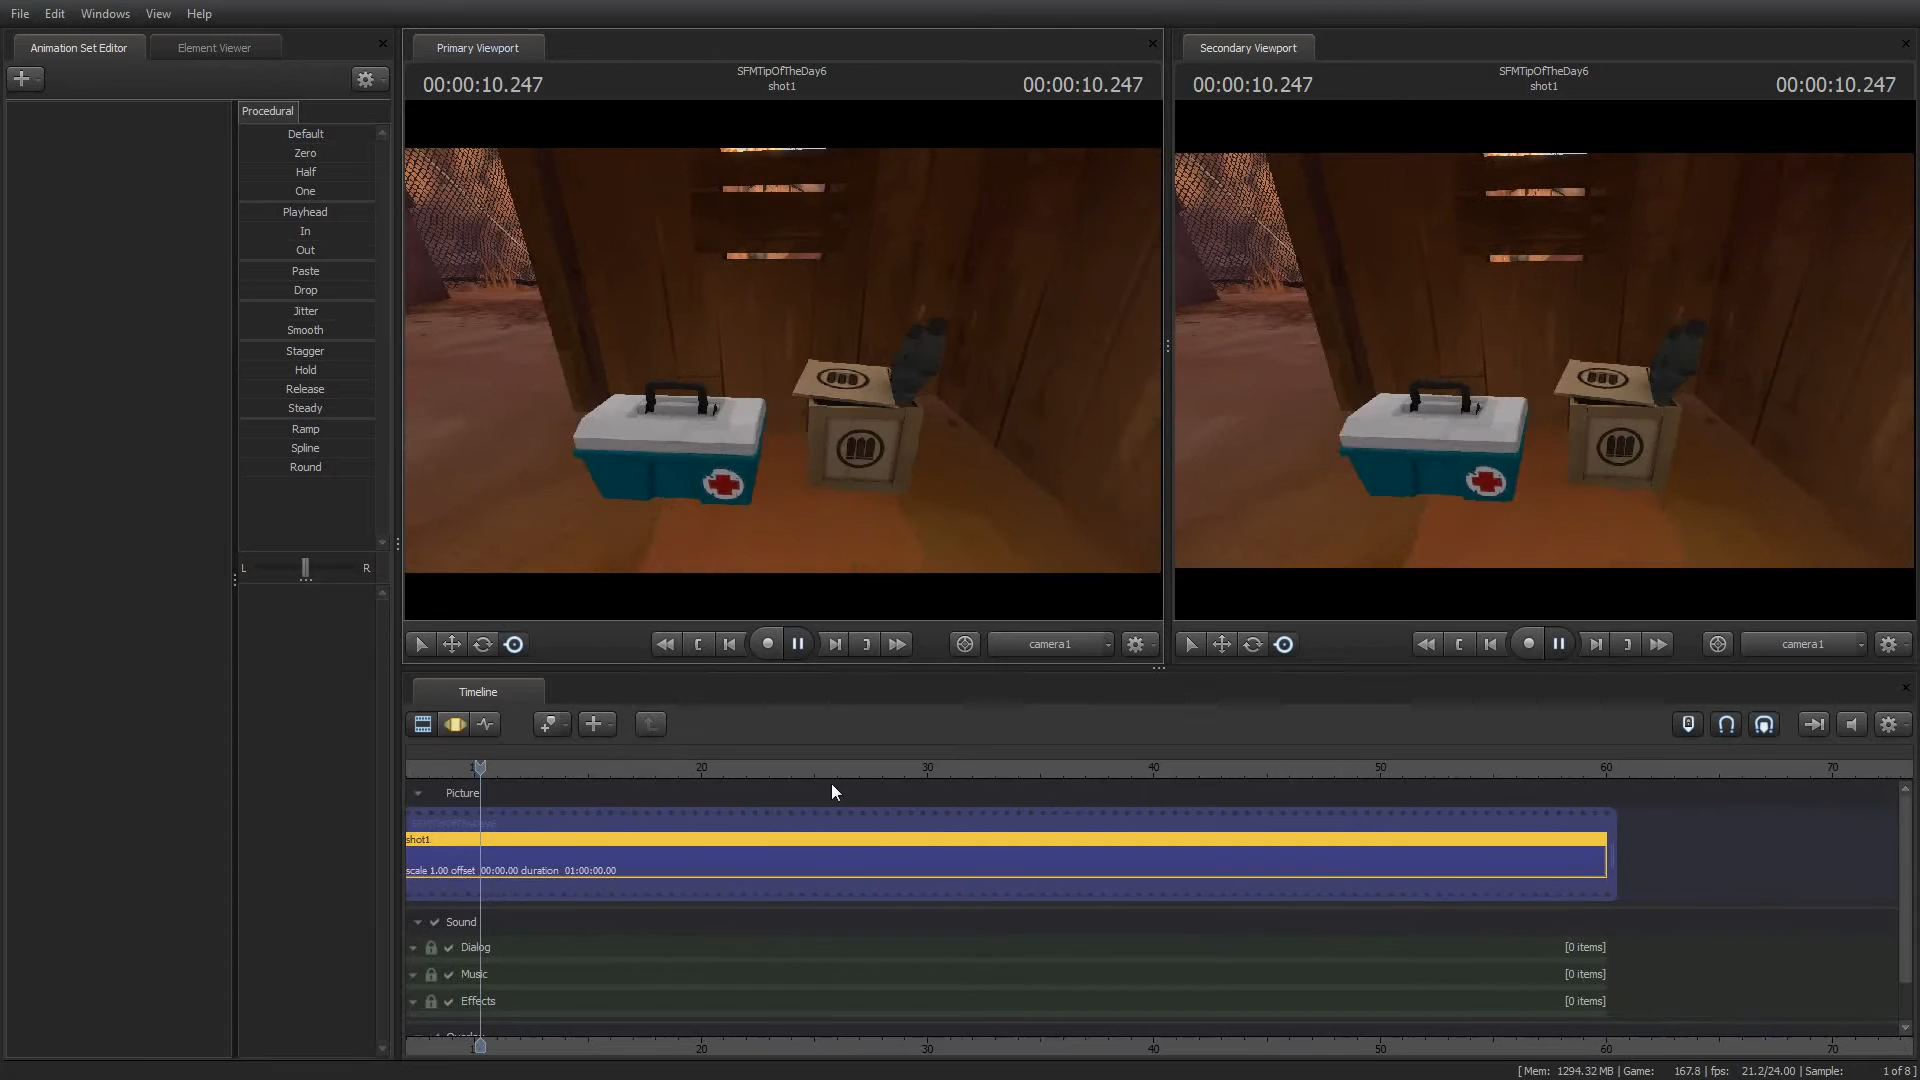 File Edit Windows View Help
Animation Set Editor Element Viewer
Primary Viewport
Secondary Viewport
00:00:10.247 SFMTipOfTheDay6 00:00:10.247
shot1
00:00:10.247 SFMTipOfTheDay6 00:00:10.247
shot1
Procedural
Default
Zero
Half
One
Playhead
In
Out
Paste
Drop
Jitter
Smooth
Stagger
Hold
Release
Steady
Ramp
Spline
Round
L R
camera1
camera1
Timeline
20 30 40 50 60 70
Picture
shot1
scale 1.00 offset 00:00.00 duration 01:00:00.00
Sound
Dialog [0 items]
Music [0 items]
Effects [0 items]
20 30 40 50 60 70
[ Mem: 1294.32 MB | Game: 167.8 | fps: 21.2/24.00 | Sample: 1 of 8 ]